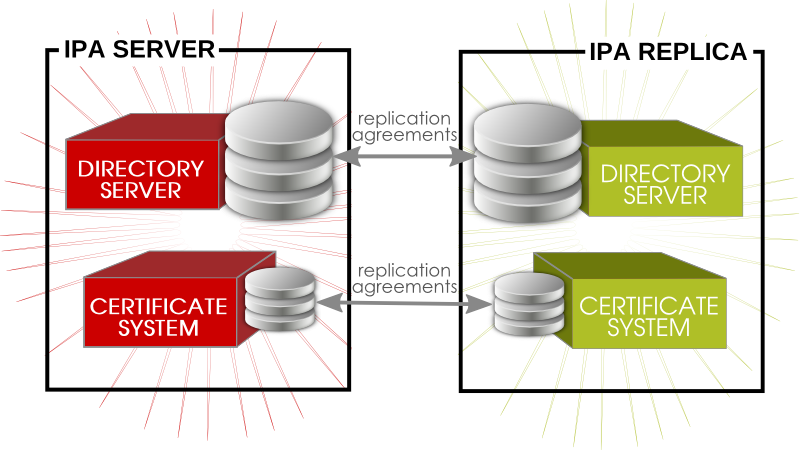 IPA SERVER
IPA REPLICA
replication
agreements
DIRECTORY
SERVER
DIRECTORY
SERVER
replication
agreements
CERTIFICATE
SYSTEM
CERTIFICATE
SYSTEM